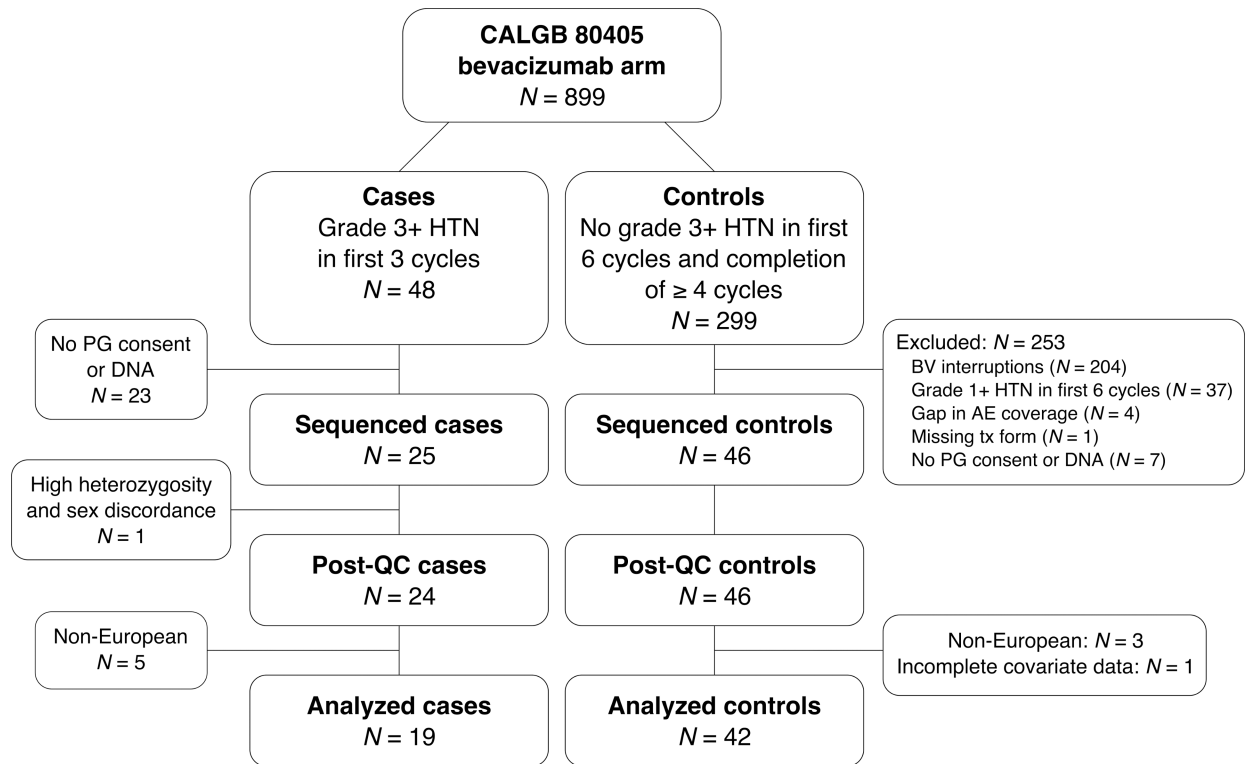 CALGB 80405
bevacizumab arm
N = 899
Cases
Grade 3+ HTN
in first 3 cycles
N = 48
Controls
No grade 3+ HTN in first
6 cycles and completion
of ≥ 4 cycles
N = 299
No PG consent
or DNA
N = 23
Excluded: N = 253
BV interruptions (N = 204)
Grade 1+ HTN in first 6 cycles (N = 37)
Gap in AE coverage (N = 4)
Missing tx form (N = 1)
No PG consent or DNA (N = 7)
Sequenced cases
N = 25
Sequenced controls
N = 46
High heterozygosity
and sex discordance
N = 1
Post-QC cases
N = 24
Post-QC controls
N = 46
Non-European
N = 5
Non-European: N = 3
Incomplete covariate data: N = 1
Analyzed cases
N = 19
Analyzed controls
N = 42